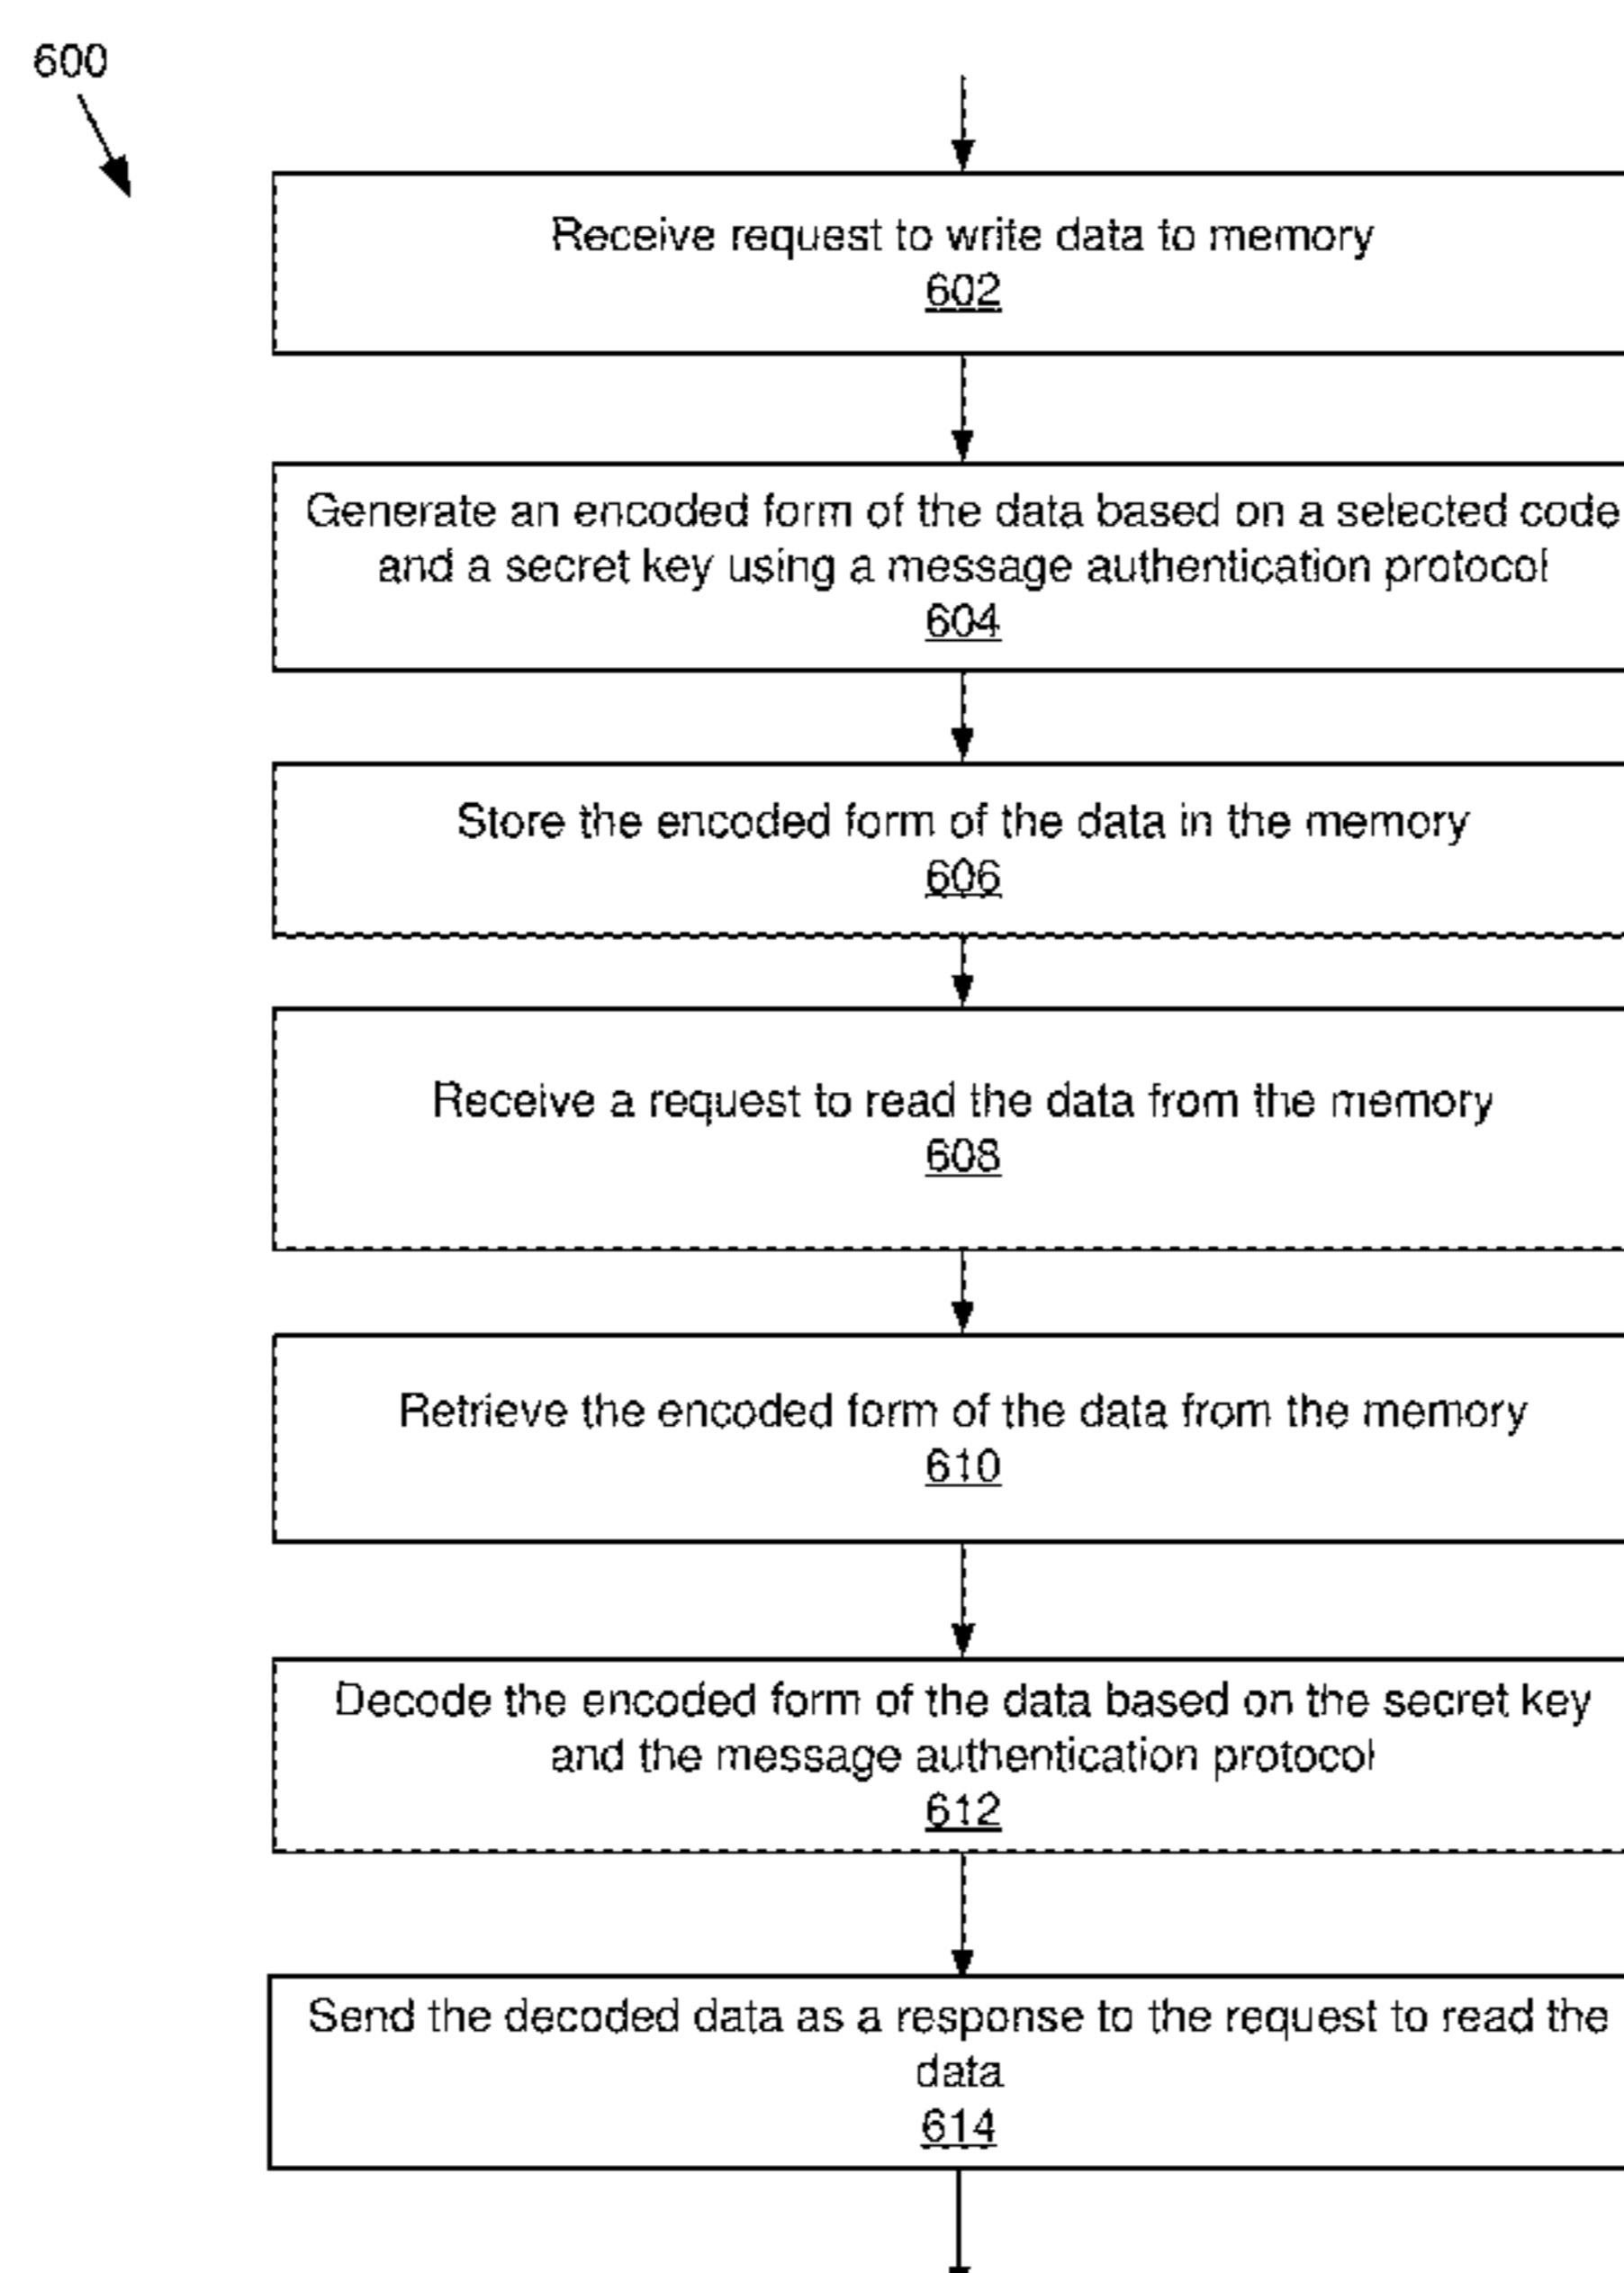 600
Receive request to write data to memory
602
Generate an encoded form of the data based on a selected code
and a secret key using a message authentication protocol
604
Store the encoded form of the data in the memory
606
Receive a request to read the data from the memory
608
Retrieve the encoded form of the data from the memory
610
Decode the encoded form of the data based on the secret key
and the message authentication protocol
612
Send the decoded data as a response to the request to read the
data
614